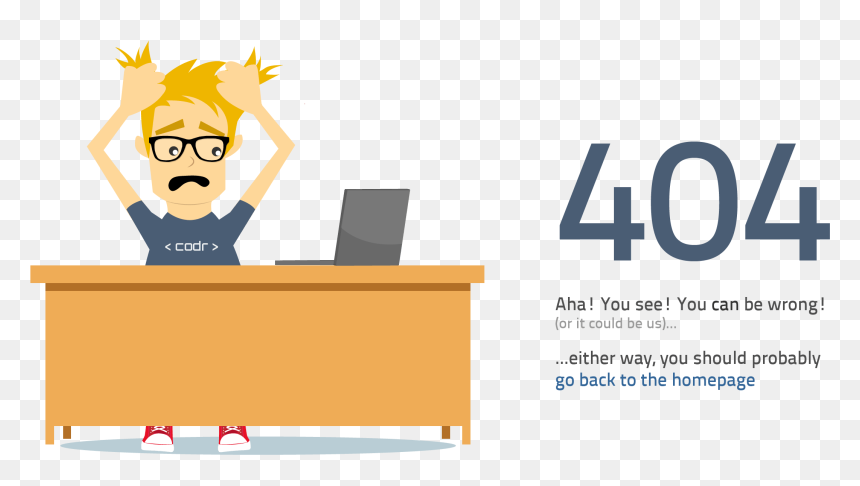 < codr >
404
Aha! You see! You can be wrong!
(or it could be us)...
...either way, you should probably
go back to the homepage